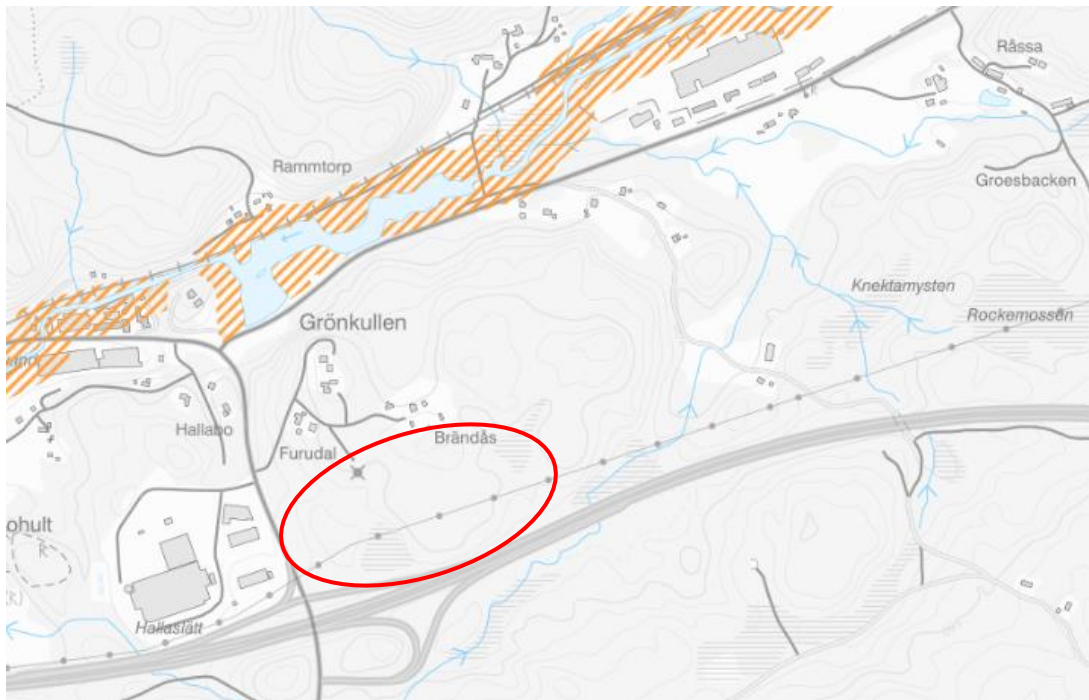 Råssa
Rammtorp
Groesbacken
Knektamysten
Rockemossen
Grönkullen
Hallabo
Brändås
Furudal
ohult
Hallaslätt